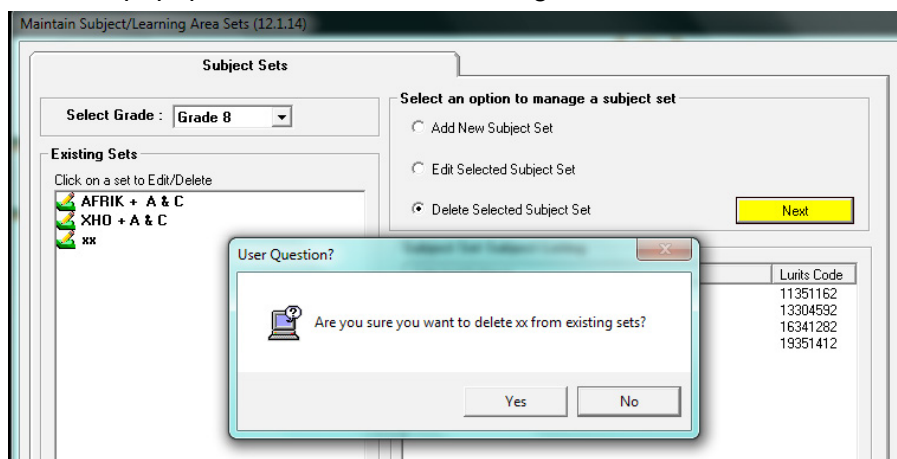 Maintain Subject/Learning Area Sets (12.1.14)
Subject Sets
Select Grade : Grade 8
Existing Sets
Click on a set to Edit/Delete
AFRIK + A & C
XHO + A & C
xx
Select an option to manage a subject set
Add New Subject Set
Edit Selected Subject Set
Delete Selected Subject Set
Next
Lurits Code
11351162
13304592
16341282
19351412
User Question?
Are you sure you want to delete xx from existing sets?
Yes
No